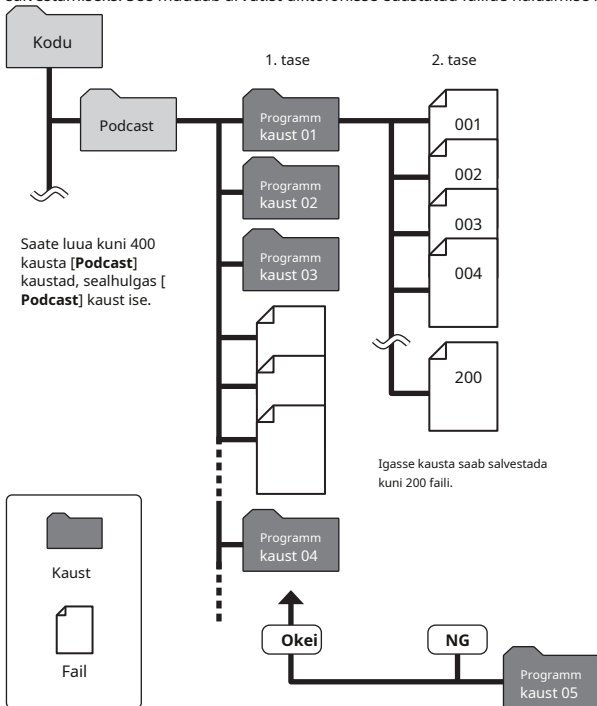 Kodu
1. tase
2. tase
Podcast
Programm
kaust 01
001
002
003
004
200
Programm
kaust 02
Programm
kaust 03
Saate luua kuni 400
kausta [Podcast]
kaustad, sealhulgas [
Podcast] kaust ise.
Igasse kausta saab salvestada
kuni 200 faili.
Programm
kaust 04
Kaust
Fail
Okei
NG
Programm
kaust 05